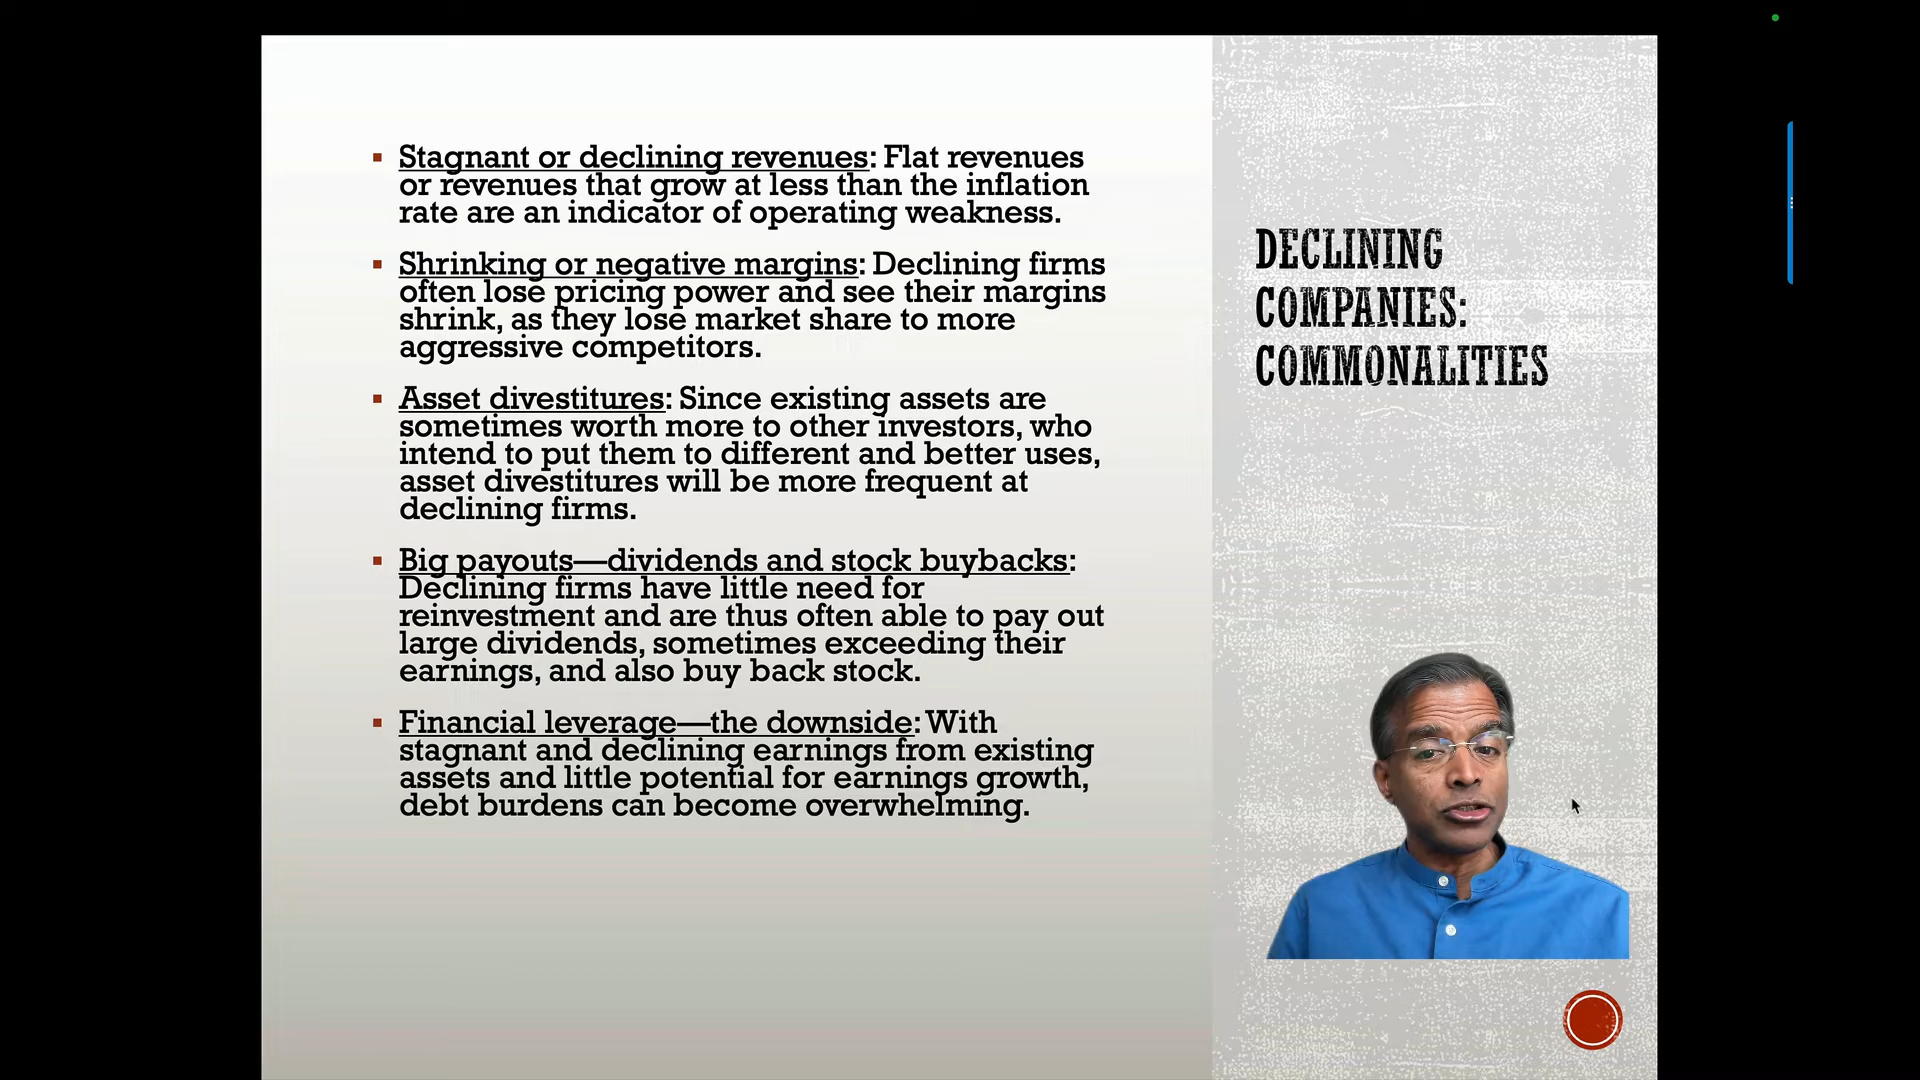 Stagnant or declining revenues: Flat revenues
or revenues that grow at less than the inflation
rate are an indicator of operating weakness.
Shrinking or negative margins: Declining firms
often lose pricing power and see their margins
shrink, as they lose market share to more
aggressive competitors.
Asset divestitures: Since existing assets are
sometimes worth more to other investors, who
intend to put them to different and better uses,
asset divestitures will be more frequent at
declining firms.
Big payouts—dividends and stock buybacks:
Declining firms have little need for
reinvestment and are thus often able to pay out
large dividends, sometimes exceeding their
earnings, and also buy back stock.
Financial leverage—the downside: With
stagnant and declining earnings from existing
assets and little potential for earnings growth,
debt burdens can become overwhelming.
DECLINING
COMPANIES:
COMMONALITIES